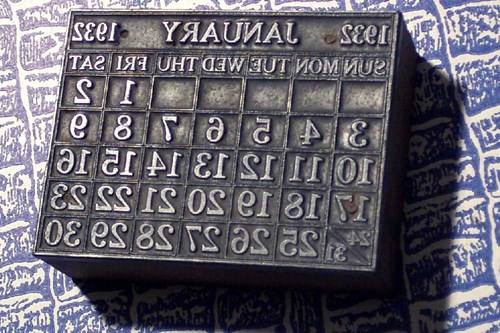 1932 JANUARY 1932
SUN MON TUE WED THU FRI SAT
1 2
3 4 5 6 7 8 9
10 11 12 13 14 15 16
17 18 19 20 21 22 23
24 31 25 26 27 28 29 30